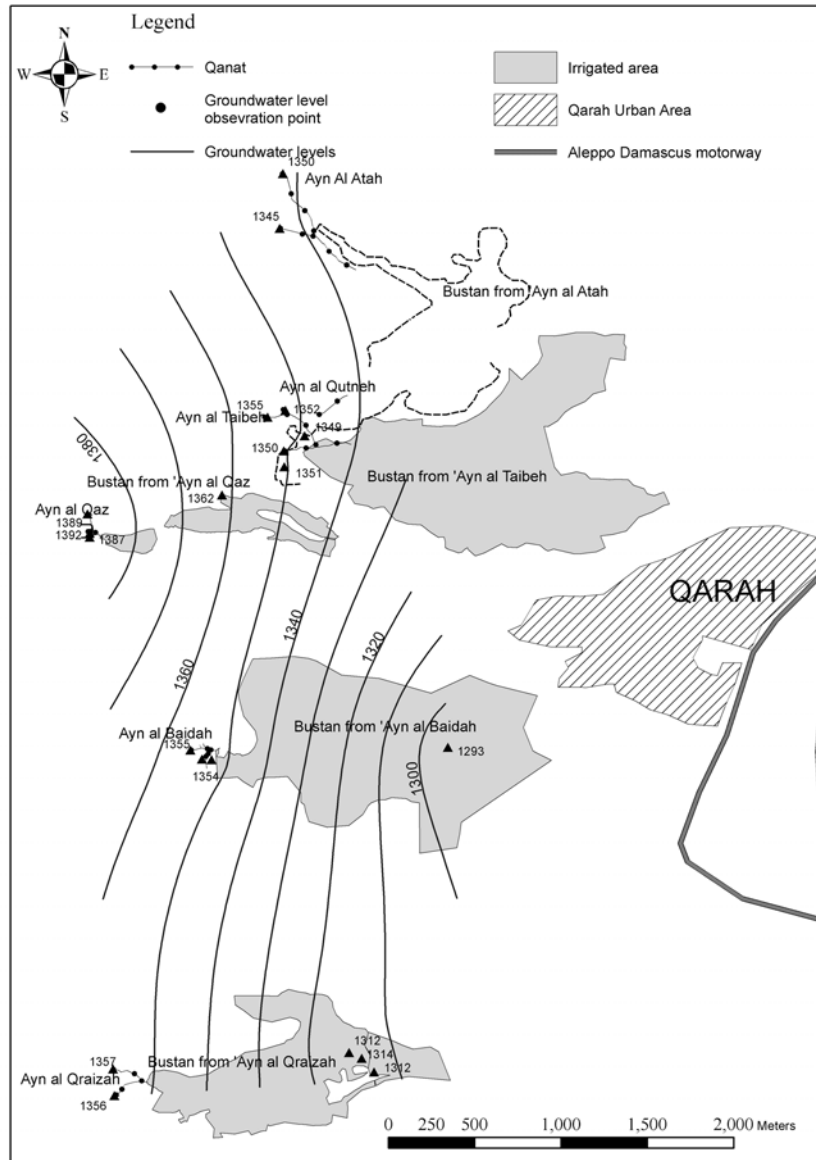 Legend
N
W E
S
Qanat
Groundwater level
obsevration point
Groundwater levels
Irrigated area
Qarah Urban Area
Aleppo Damascus motorway
1350
Ayn Al Atah
1345
Bustan from 'Ayn al Atah
Ayn al Qutneh
1355
1352
Ayn al Taibeh
1349
1350
1351
1380
Bustan from 'Ayn al Qaz
Bustan from 'Ayn al Taibeh
1362
Ayn al Qaz
1389
1392
1387
QARAH
1340
1320
1360
Ayn al Baidah
Bustan from 'Ayn al Baidah
1355
1354
1293
1300
1312
1314
1312
1357
Bustan from 'Ayn al Qraizah
Ayn al Qraizah
1356
0 250 500 1,000 1,500 2,000 Meters